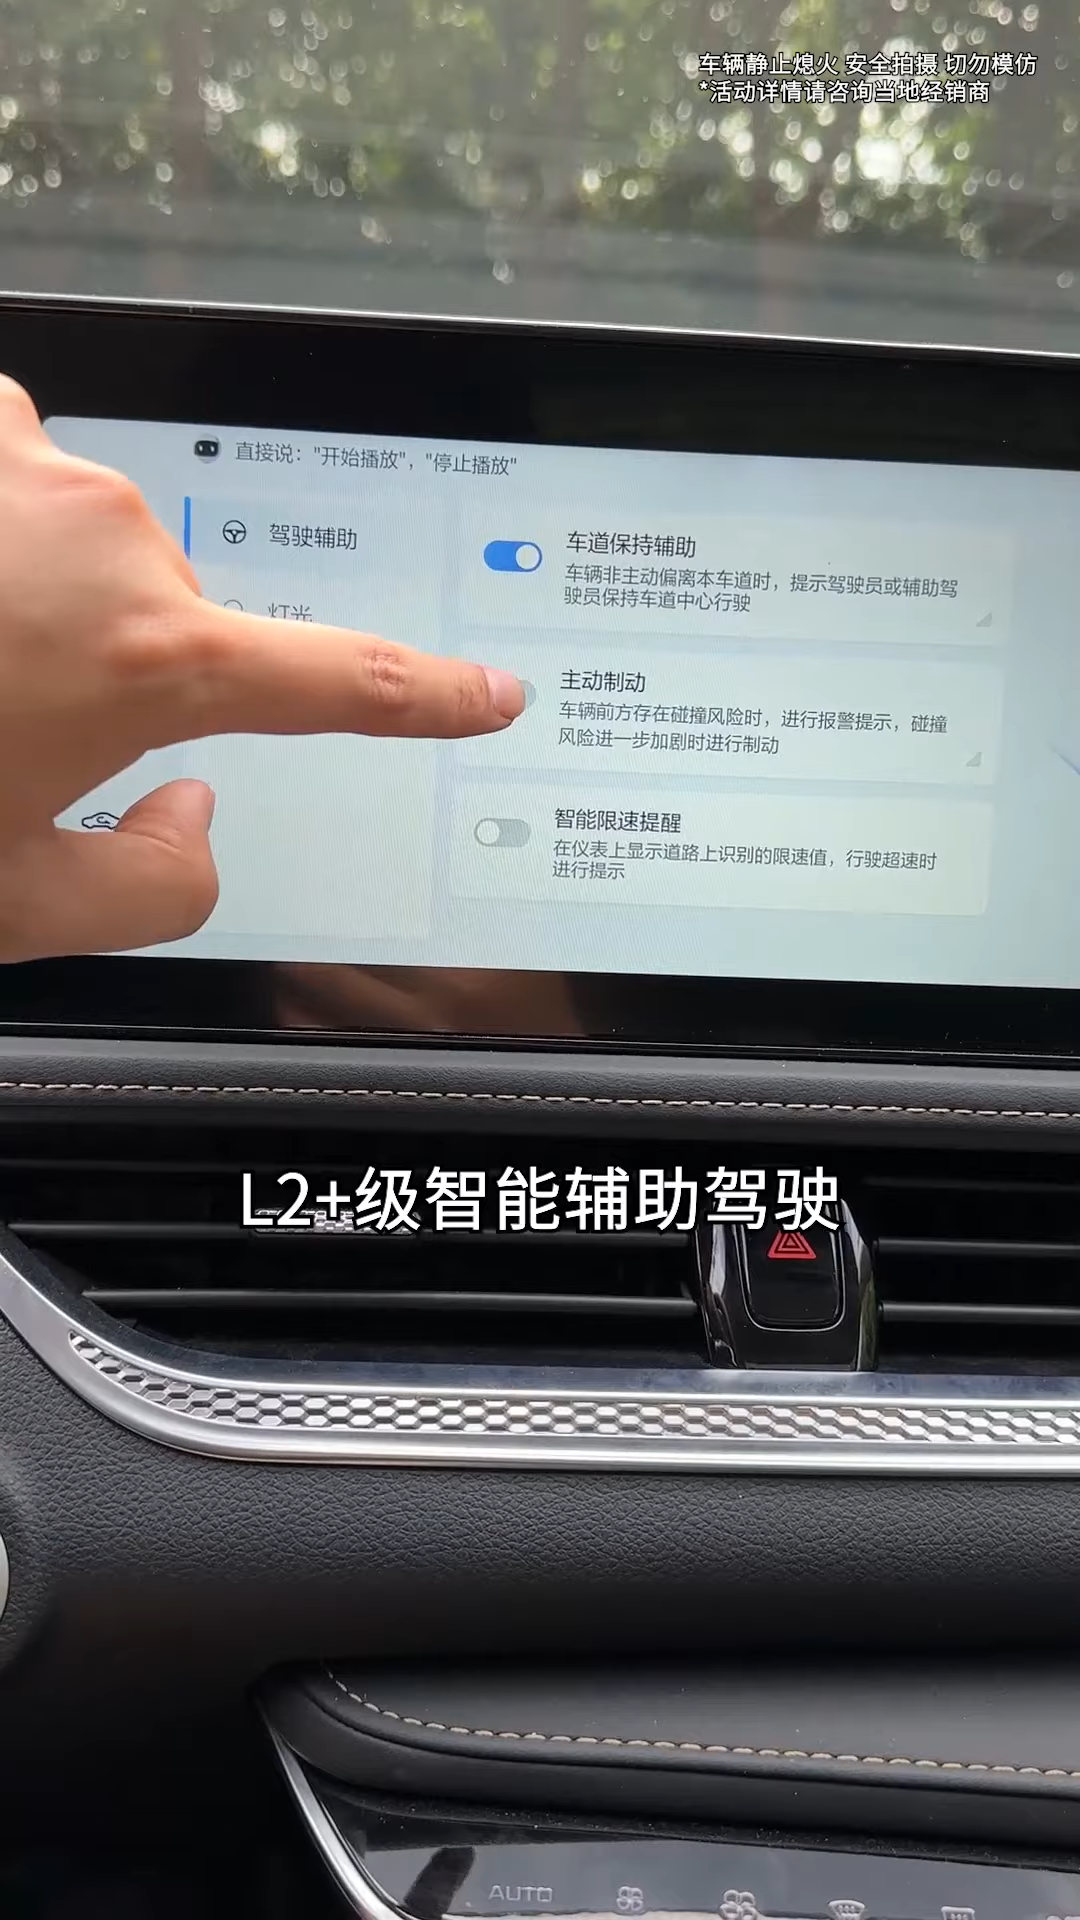 车辆静止熄火 安全拍摄 切勿模仿
*活动详情请咨询当地经销商
直接说："开始播放"，"停止播放"
驾驶辅助
灯光
车道保持辅助
车辆非主动偏离本车道时，提示驾驶员或辅助驾
驶员保持车道中心行驶
主动制动
车辆前方存在碰撞风险时，进行报警提示，碰撞
风险进一步加剧时进行制动
智能限速提醒
在仪表上显示道路上识别的限速值，行驶超速时
进行提示
L2+级智能辅助驾驶
AUTO